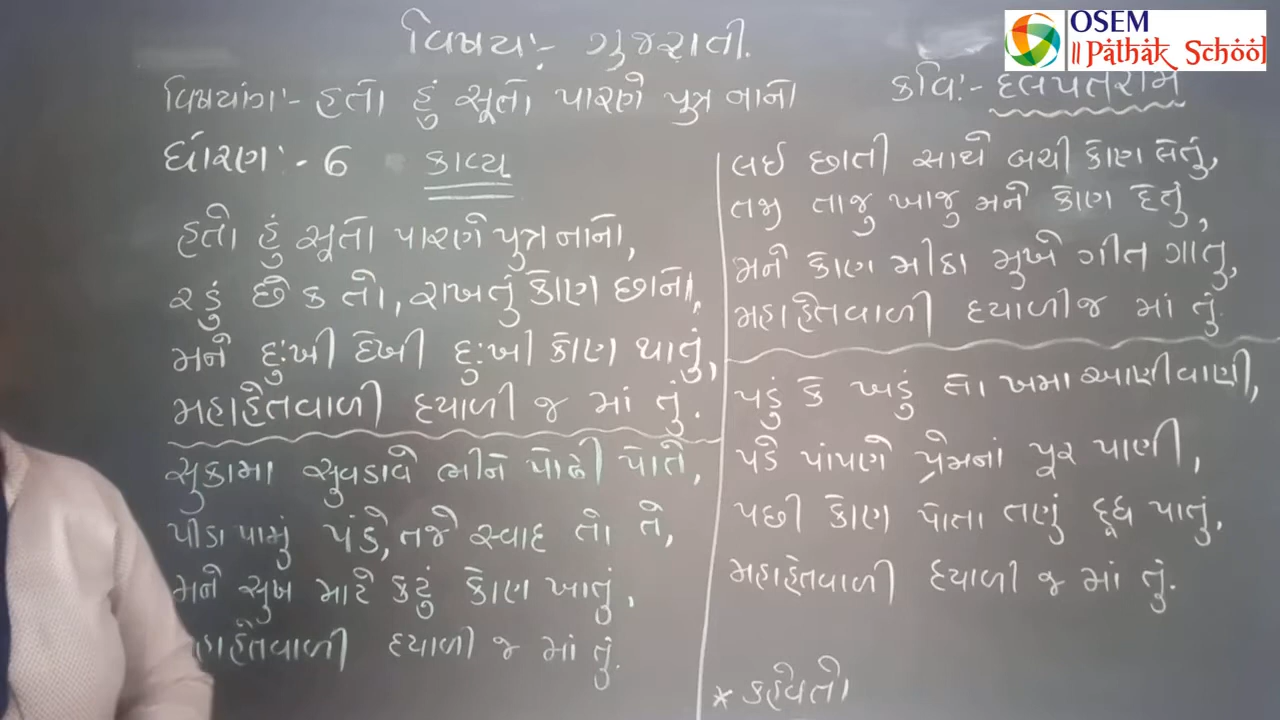 વિષય:- ગુજરાતી.
OSEM
Pathak School
વિષયાંગ:- હતો હું સૂતો પારણે પુત્ર નાનો
કવિ:- દલપતરામ
ધોરણ:- 6 કાવ્ય
હતો હું સૂતો પારણે પુત્ર નાનો,
રડું છેક તો, રાખતું કોણ છાનો,
મને દુ:ખી દેખી દુ:ખી કોણ થાતું,
મહાહેતવાળી દયાળી જ માં તું.
સુકામા સુવડાવે ભીને પોઢી પોતે,
પીડા પામું પંડે, તજે સ્વાદ તો તે,
મને સુખ માટે કટું કોણ ખાતું,
મહાહેતવાળી દયાળી જ માં તું.
લઈ છાતી સાથે બચી કોણ લેતું,
તજી તાજુ ખાજુ મને કોણ દેતું,
મને કોણ મીઠા મુખે ગીત ગાતુ,
મહાહેતવાળી દયાળી જ માં તું.
પડું કે ખડું તો ખમા આણીવાણી,
પડે પાંપણે પ્રેમનાં પૂર પાણી,
પછી કોણ પોતા તણું દૂધ પાતું,
મહાહેતવાળી દયાળી જ માં તું.
* કહેવતો